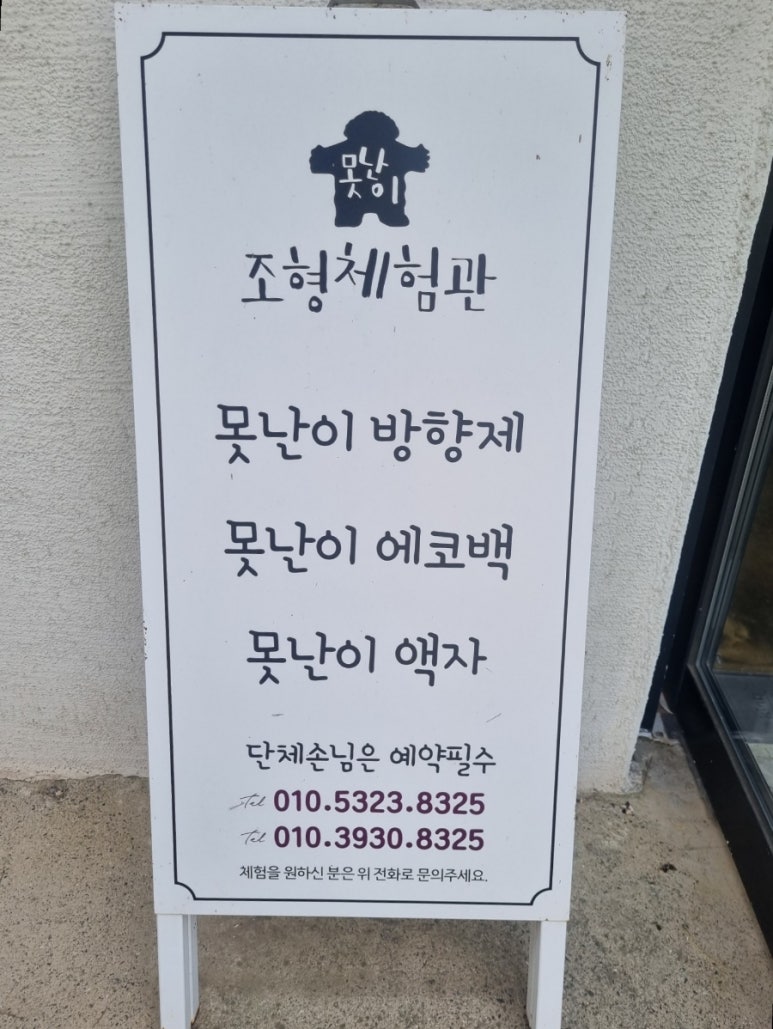 못난이
조형체험관
못난이 방향제
못난이 에코백
못난이 액자
단체손님은 예약필수
Tel 010.5323.8325
Tel 010.3930.8325
체험을 원하신 분은 위 전화로 문의주세요.